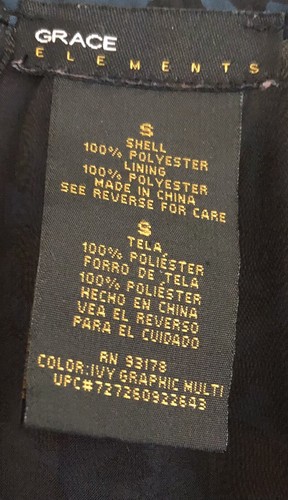 GRACE
ELEMENTS
S
SHELL
100% POLYESTER
LINING
100% POLYESTER
MADE IN CHINA
SEE REVERSE FOR CARE
S
TELA
100% POLIÉSTER
FORRO DE TELA
100% POLIÉSTER
HECHO EN CHINA
VEA EL REVERSO
PARA EL CUIDADO
RN 93178
COLOR:IVY GRAPHIC MULTI
UPC#727260922643